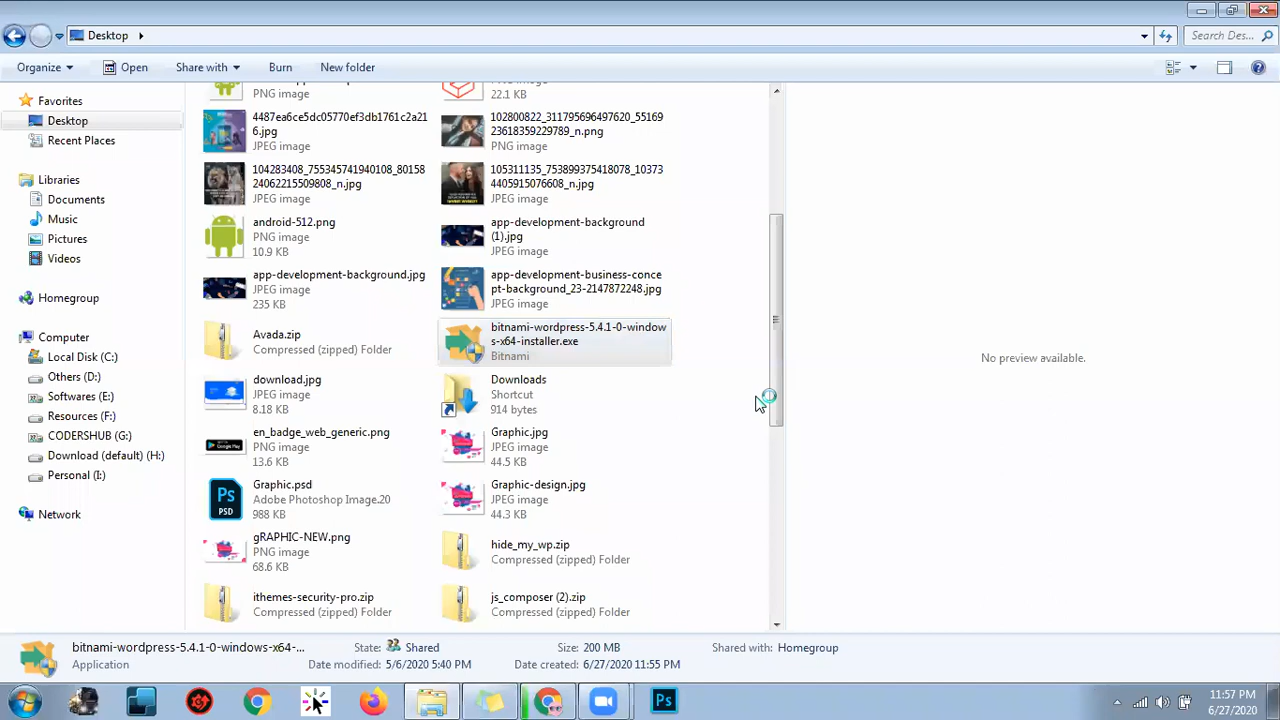 Desktop
Search Des...
Organize
Open
Share with
Burn
New folder
Favorites
Desktop
Recent Places
Libraries
Documents
Music
Pictures
Videos
Homegroup
Computer
Local Disk (C:)
Others (D:)
Softwares (E:)
Resources (F:)
CODERSHUB (G:)
Download (default) (H:)
Personal (I:)
Network
PNG image
22.1 KB
4487ea6ce5dc05770ef3db1761c2a21
6.jpg
JPEG image
102800822_311795696497620_55169
23618359229789_n.png
PNG image
104283408_755345741940108_80158
24062215509808_n.jpg
JPEG image
105311135_753899375418078_10373
4405915076608_n.jpg
JPEG image
android-512.png
PNG image
10.9 KB
app-development-background
(1).jpg
JPEG image
app-development-background.jpg
JPEG image
235 KB
app-development-business-conce
pt-background_23-2147872248.jpg
JPEG image
Avada.zip
Compressed (zipped) Folder
bitnami-wordpress-5.4.1-0-window
s-x64-installer.exe
Bitnami
download.jpg
JPEG image
8.18 KB
Downloads
Shortcut
914 bytes
en_badge_web_generic.png
PNG image
13.6 KB
Graphic.jpg
JPEG image
44.5 KB
Graphic.psd
Adobe Photoshop Image.20
988 KB
Ps
PSD
Graphic-design.jpg
JPEG image
44.3 KB
gRAPHIC-NEW.png
PNG image
68.6 KB
hide_my_wp.zip
Compressed (zipped) Folder
ithemes-security-pro.zip
Compressed (zipped) Folder
js_composer (2).zip
Compressed (zipped) Folder
No preview available.
bitnami-wordpress-5.4.1-0-windows-x64-...
Application
State: Shared
Date modified: 5/6/2020 5:40 PM
Size: 200 MB
Date created: 6/27/2020 11:55 PM
Shared with: Homegroup
Ps
11:57 PM
6/27/2020